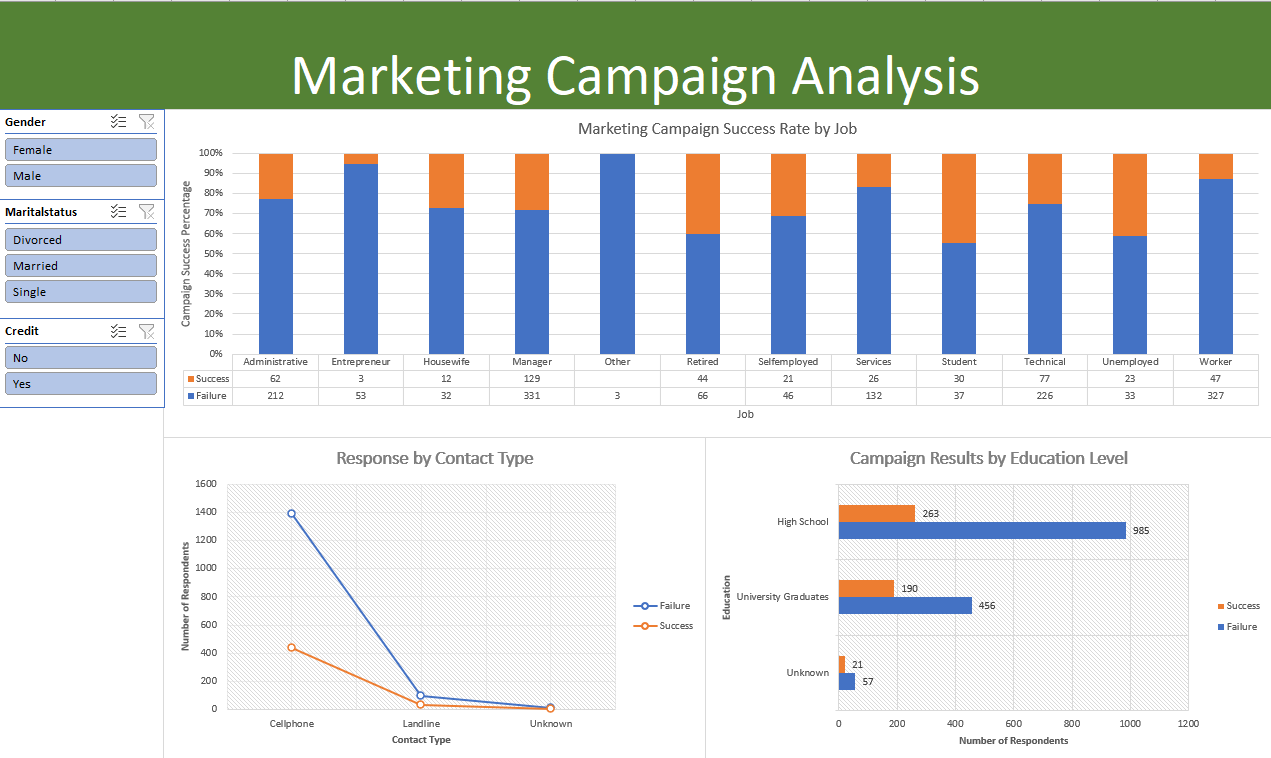 Marketing Campaign Analysis
Gender
Female
Male
Maritalstatus
Divorced
Married
Single
Credit
No
Yes
Marketing Campaign Success Rate by Job
Campaign Success Percentage
100%
90%
80%
70%
60%
50%
40%
30%
20%
10%
0%
Administrative Entrepreneur Housewife Manager Other Retired Selfemployed Services Student Technical Unemployed Worker
Success 62 3 12 129 44 21 26 30 77 23 47
Failure 212 53 32 331 3 66 46 132 37 226 33 327
Job
Response by Contact Type
Number of Respondents
1600
1400
1200
1000
800
600
400
200
0
Cellphone Landline Unknown
Contact Type
Failure
Success
Campaign Results by Education Level
Education
High School
263
985
University Graduates
190
456
Unknown
21
57
0 200 400 600 800 1000 1200
Number of Respondents
Success
Failure